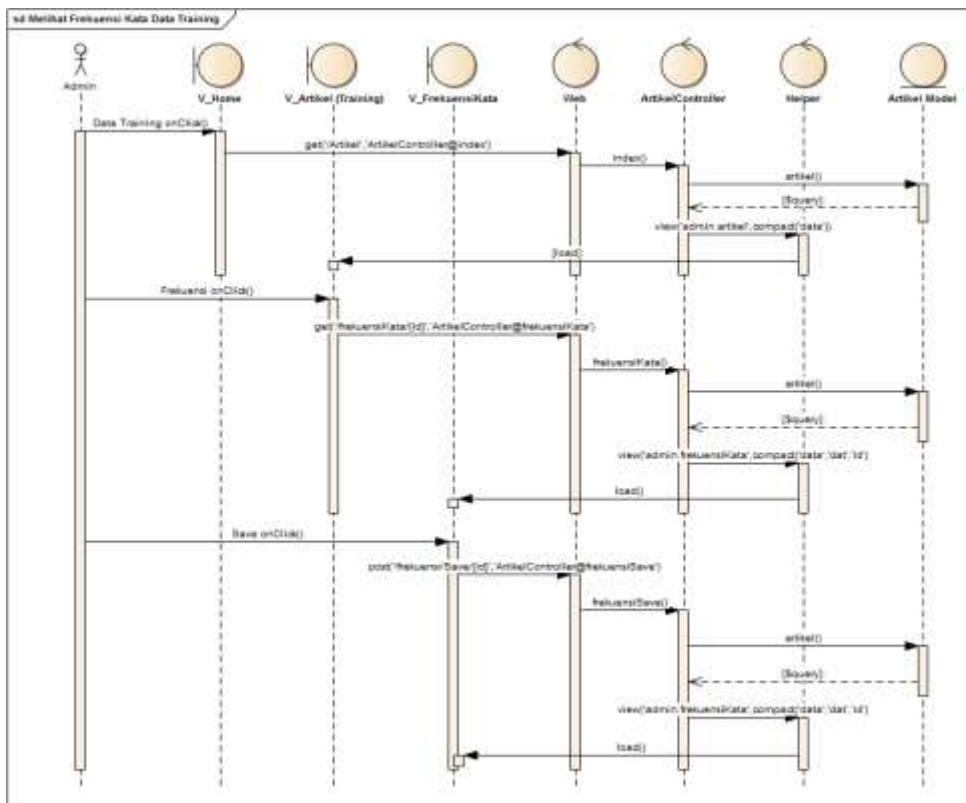 sd Melihat Frekuensi Kata Data Training
Admin
V_Home
V_Artikel (Training)
V_FrekuensiKata
Web
ArtikelController
Helper
Artikel Model
Data Training onClick()
get('/Artikel','ArtikelController@index')
index()
artikel()
[$query]
view('admin.artikel',compact('data'))
[load]
Frekuensi onClick()
get('frekuensiKata/{id}','ArtikelController@frekuensiKata')
frekuensiKata()
artikel()
[$query]
view('admin.frekuensiKata',compact('data','dat','id')
load()
Save onClick()
post('frekuensiSave/{id}','ArtikelController@frekuensiSave')
frekuensiSave()
artikel()
[$query]
view('admin.frekuensiKata',compact('data','dat','id')
load()